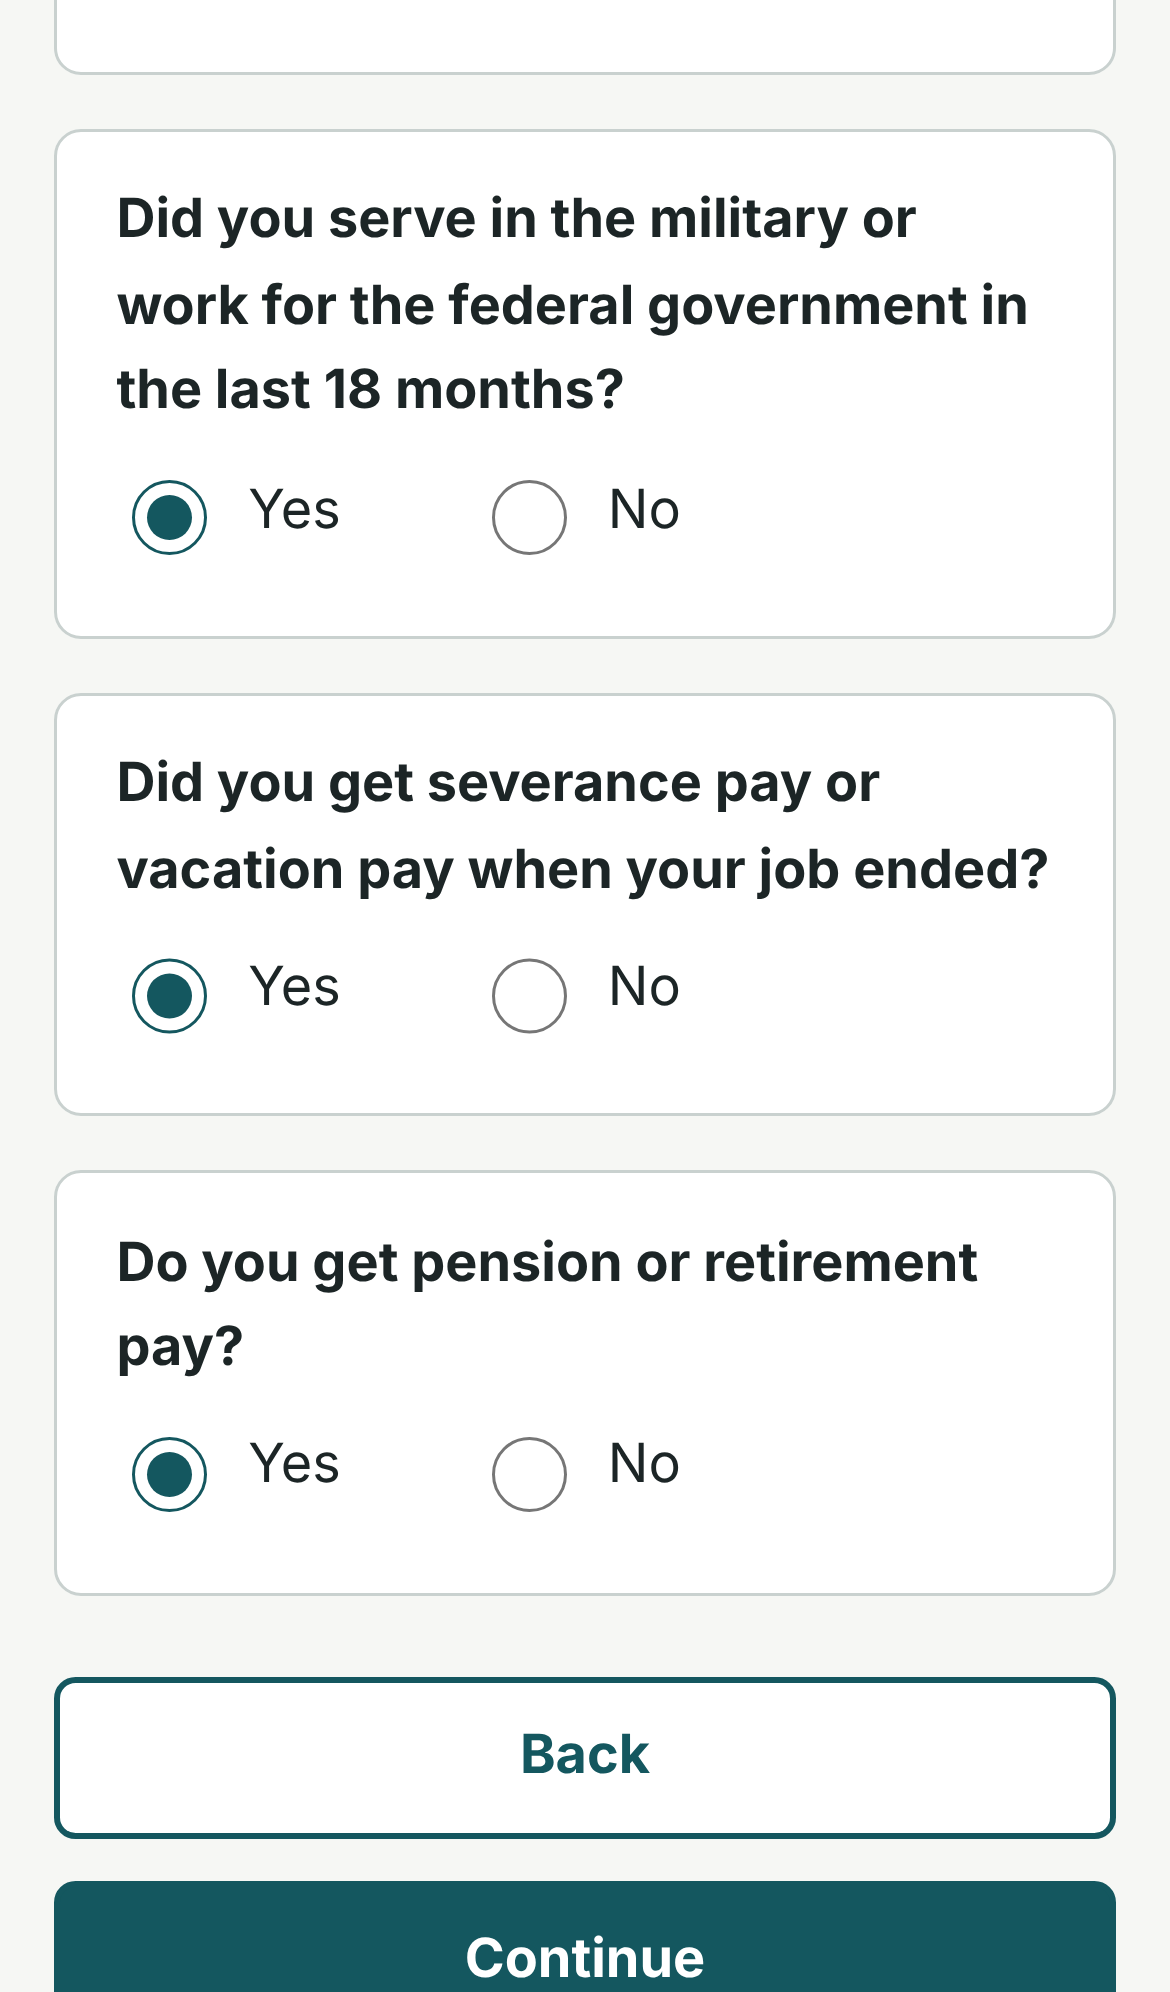 Did you serve in the military or
work for the federal government in
the last 18 months?
Yes No
Did you get severance pay or
vacation pay when your job ended?
Yes No
Do you get pension or retirement
pay?
Yes No
Back
Continue